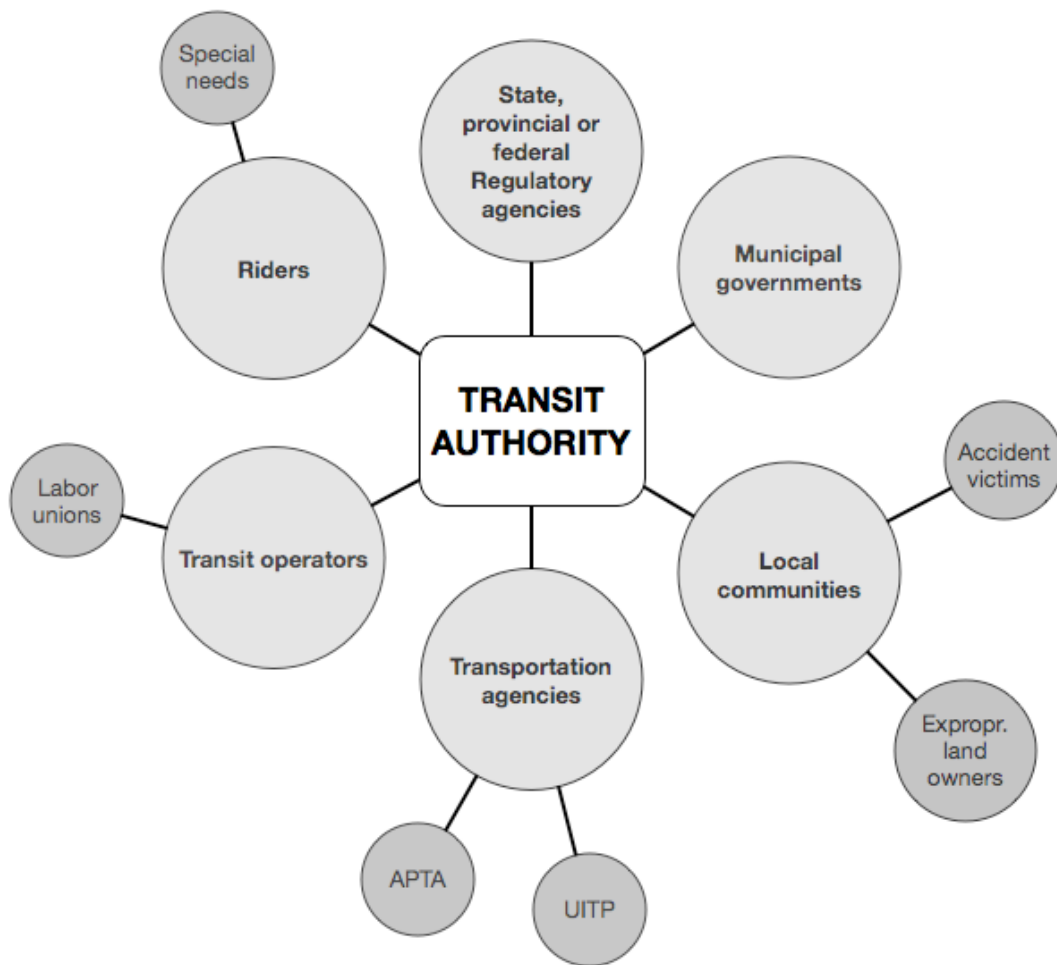 Special
needs
State,
provincial or
federal
Regulatory
agencies
Riders
Municipal
governments
TRANSIT
AUTHORITY
Labor
unions
Transit operators
Accident
victims
Local
communities
Transportation
agencies
Expropr.
land
owners
APTA
UITP